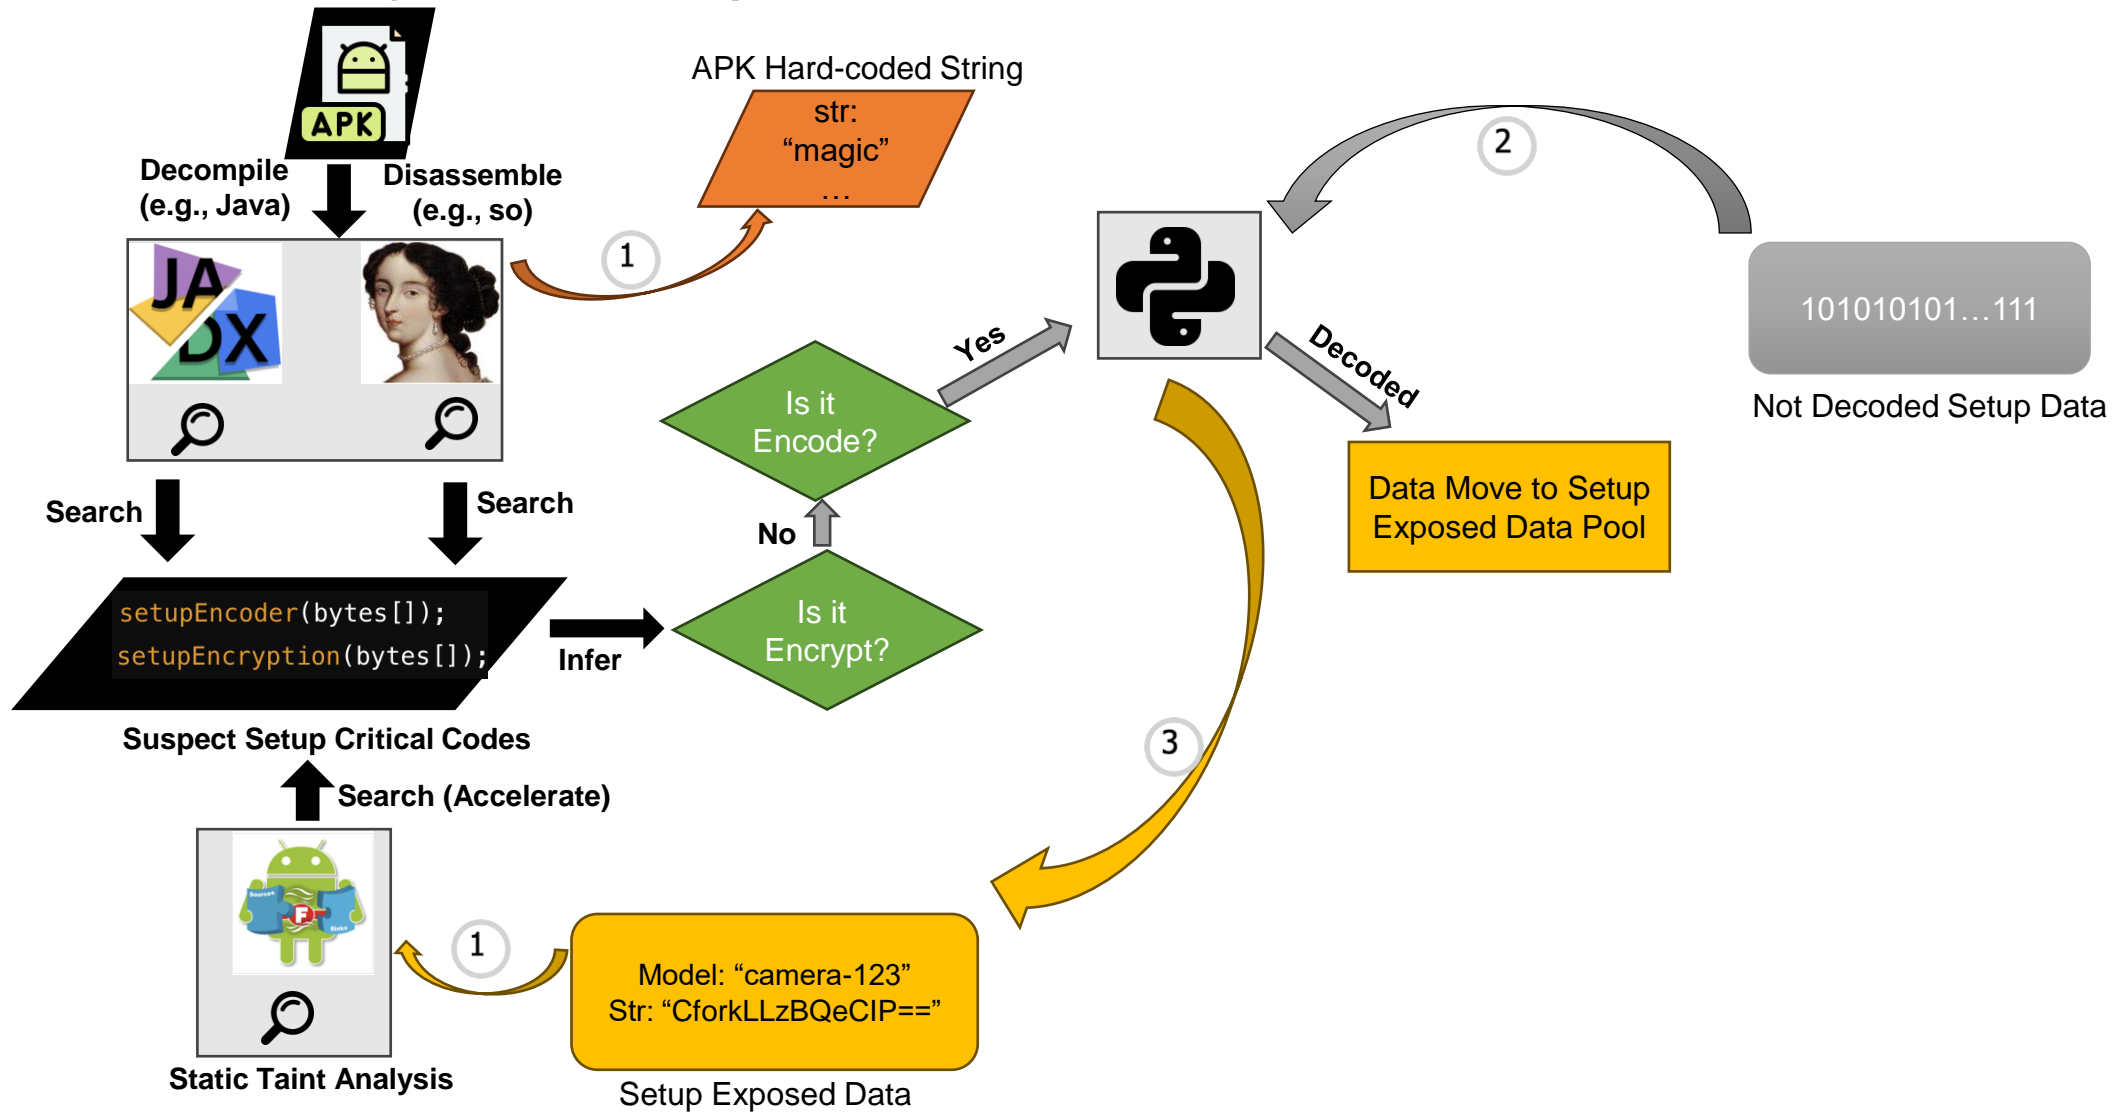 APK
APK Hard-coded String
str:
“magic”
…
Decompile
(e.g., Java)
Disassemble
(e.g., so)
1
2
JA
DX
101010101…111
Not Decoded Setup Data
Yes
Decoded
Is it
Encode?
Data Move to Setup
Exposed Data Pool
Search
Search
No
setupEncoder(bytes[]);
setupEncryption(bytes[]);
Infer
Is it
Encrypt?
Suspect Setup Critical Codes
3
Search (Accelerate)
Sources
F
Sinks
1
Model: “camera-123”
Str: “CforkLLzBQeCIP==”
Static Taint Analysis
Setup Exposed Data